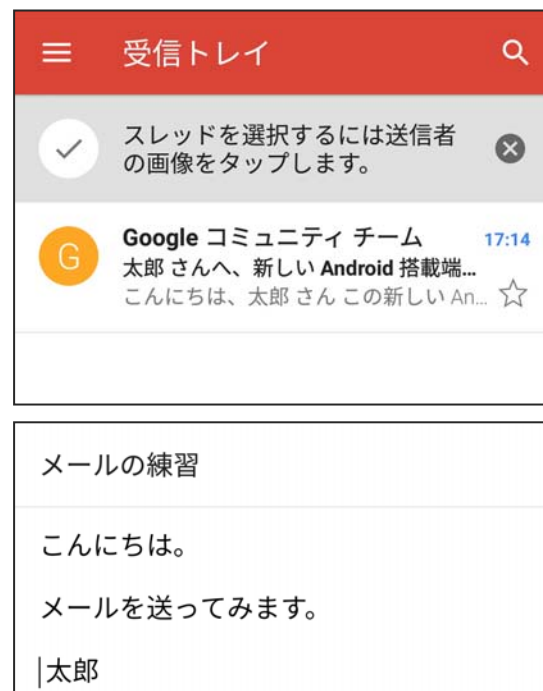 受信トレイ
スレッドを選択するには送信者
の画像をタップします。
G
Google コミュニティ チーム 17:14
太郎 さんへ、新しい Android 搭載端...
こんにちは、太郎 さん この新しい An...
メールの練習
こんにちは。
メールを送ってみます。
太郎